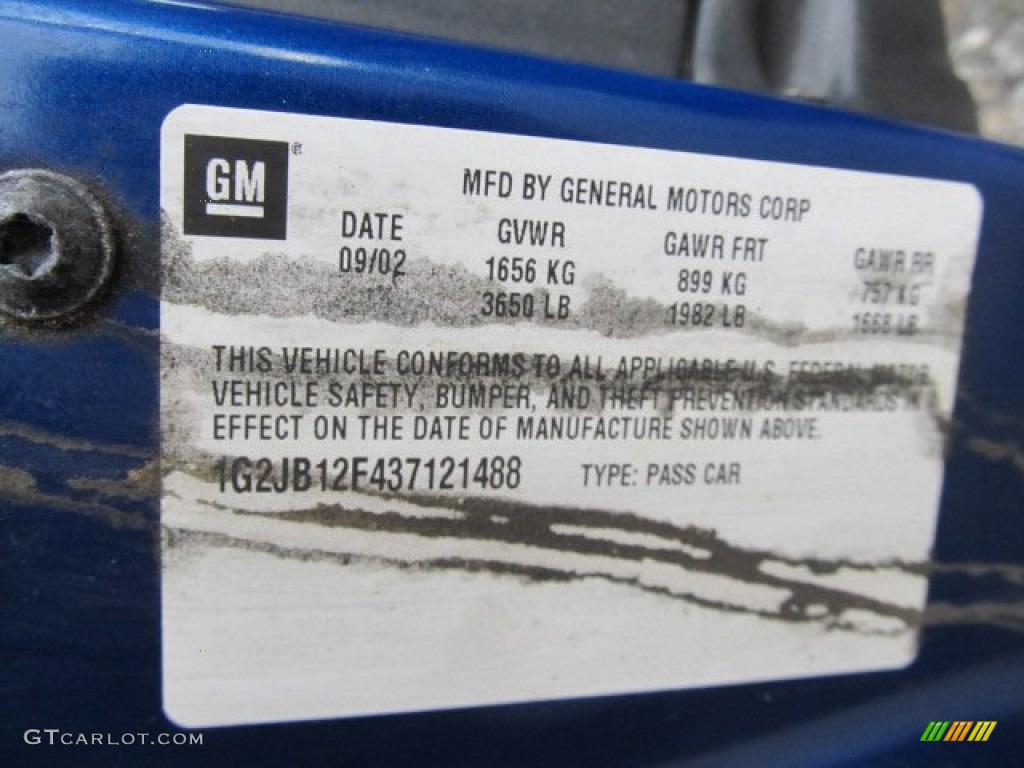 GM ®
MFD BY GENERAL MOTORS CORP
DATE GVWR GAWR FRT GAWR RR
09/02 1656 KG 899 KG 757 KG
3650 LB 1982 LB 1668 LB
THIS VEHICLE CONFORMS TO ALL APPLICABLE U.S. FEDERAL MOTOR
VEHICLE SAFETY, BUMPER, AND THEFT PREVENTION STANDARDS IN
EFFECT ON THE DATE OF MANUFACTURE SHOWN ABOVE.
1G2JB12F437121488 TYPE: PASS CAR
GTCARLOT.COM